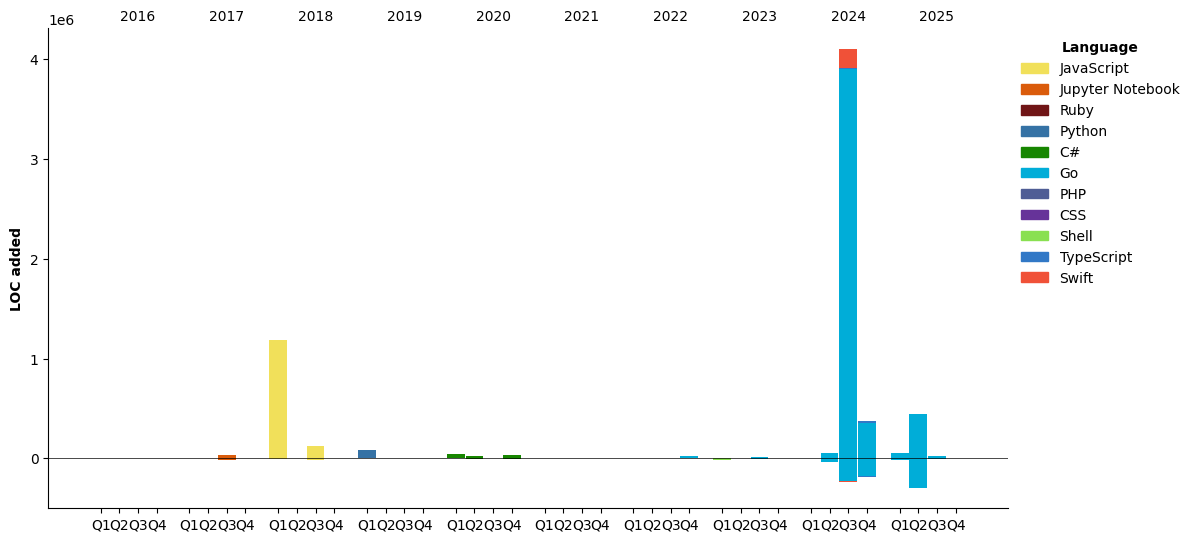 2016 2017 2018 2019 2020 2021 2022 2023 2024 2025
1e6
4
3
2
1
0
LOC added
Q1Q2Q3Q4 Q1Q2Q3Q4 Q1Q2Q3Q4 Q1Q2Q3Q4 Q1Q2Q3Q4 Q1Q2Q3Q4 Q1Q2Q3Q4 Q1Q2Q3Q4 Q1Q2Q3Q4 Q1Q2Q3Q4
Language
JavaScript
Jupyter Notebook
Ruby
Python
C#
Go
PHP
CSS
Shell
TypeScript
Swift